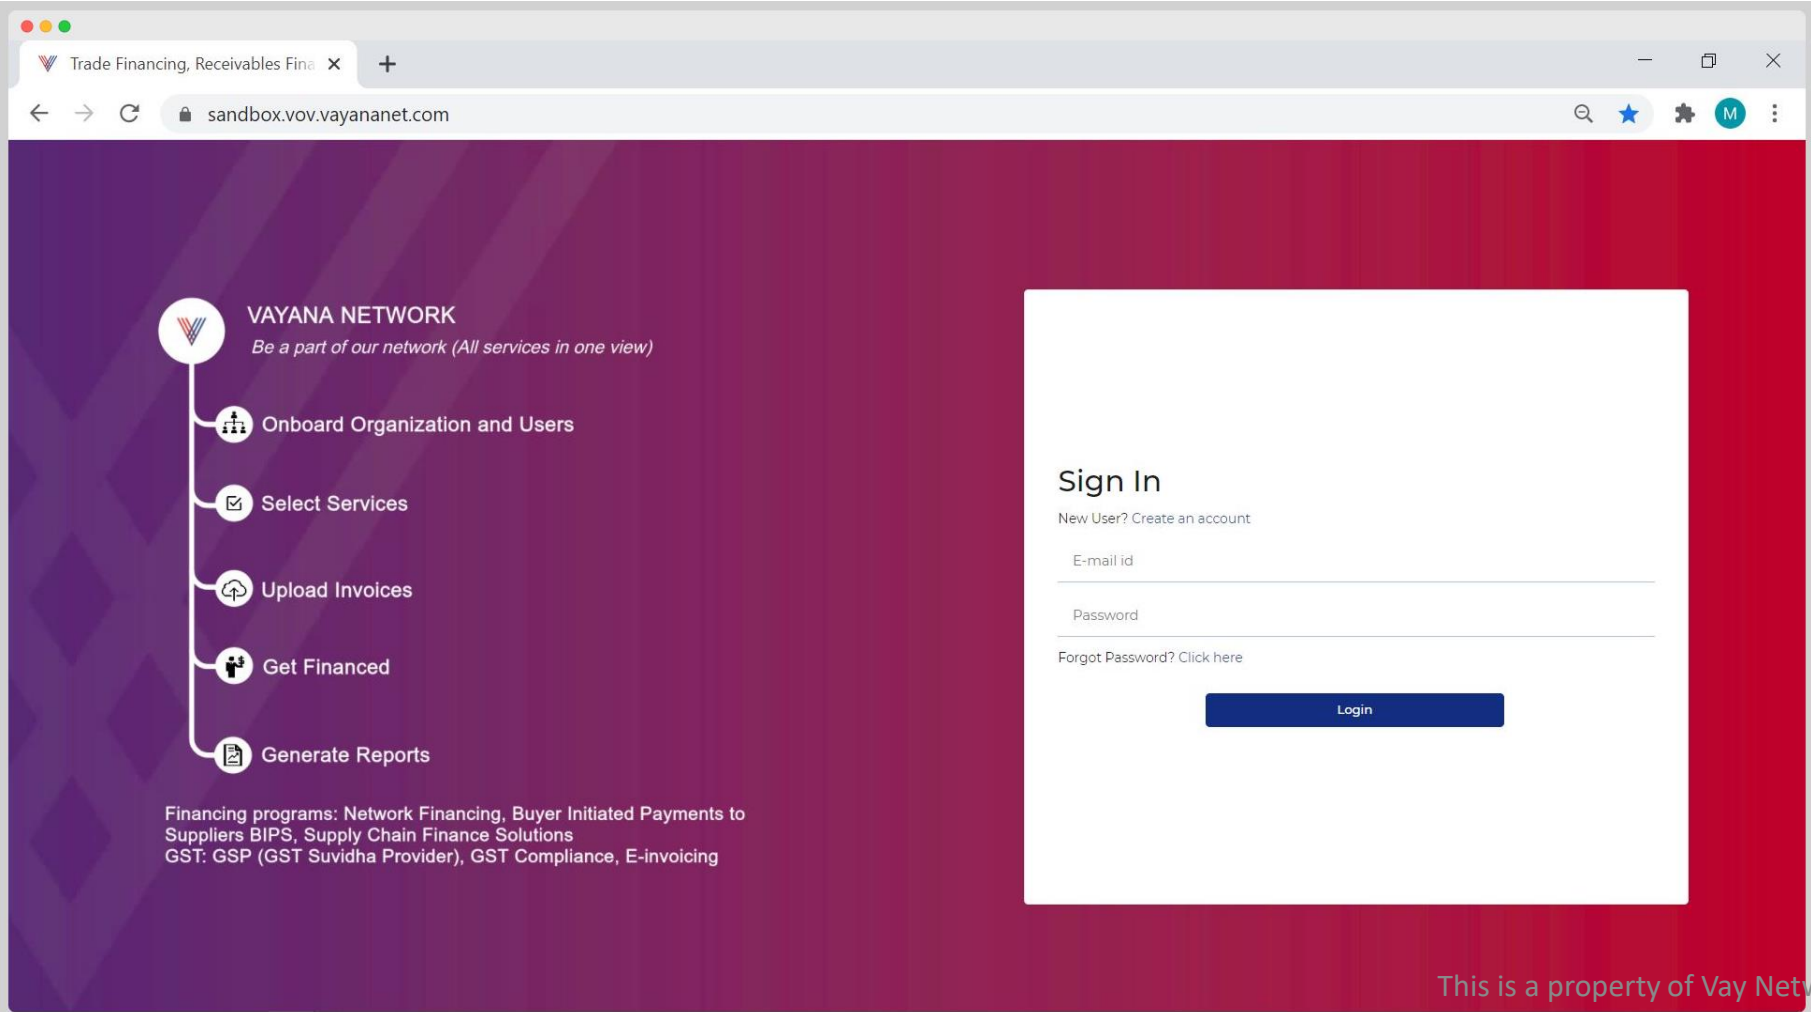 Trade Financing, Receivables Fina
sandbox.vov.vayananet.com
M
VAYANA NETWORK
Be a part of our network (All services in one view)
Onboard Organization and Users
Select Services
Upload Invoices
Get Financed
Generate Reports
Financing programs: Network Financing, Buyer Initiated Payments to
Suppliers BIPS, Supply Chain Finance Solutions
GST: GSP (GST Suvidha Provider), GST Compliance, E-invoicing
Sign In
New User? Create an account
E-mail id
Password
Forgot Password? Click here
Login
This is a property of Vay Netw